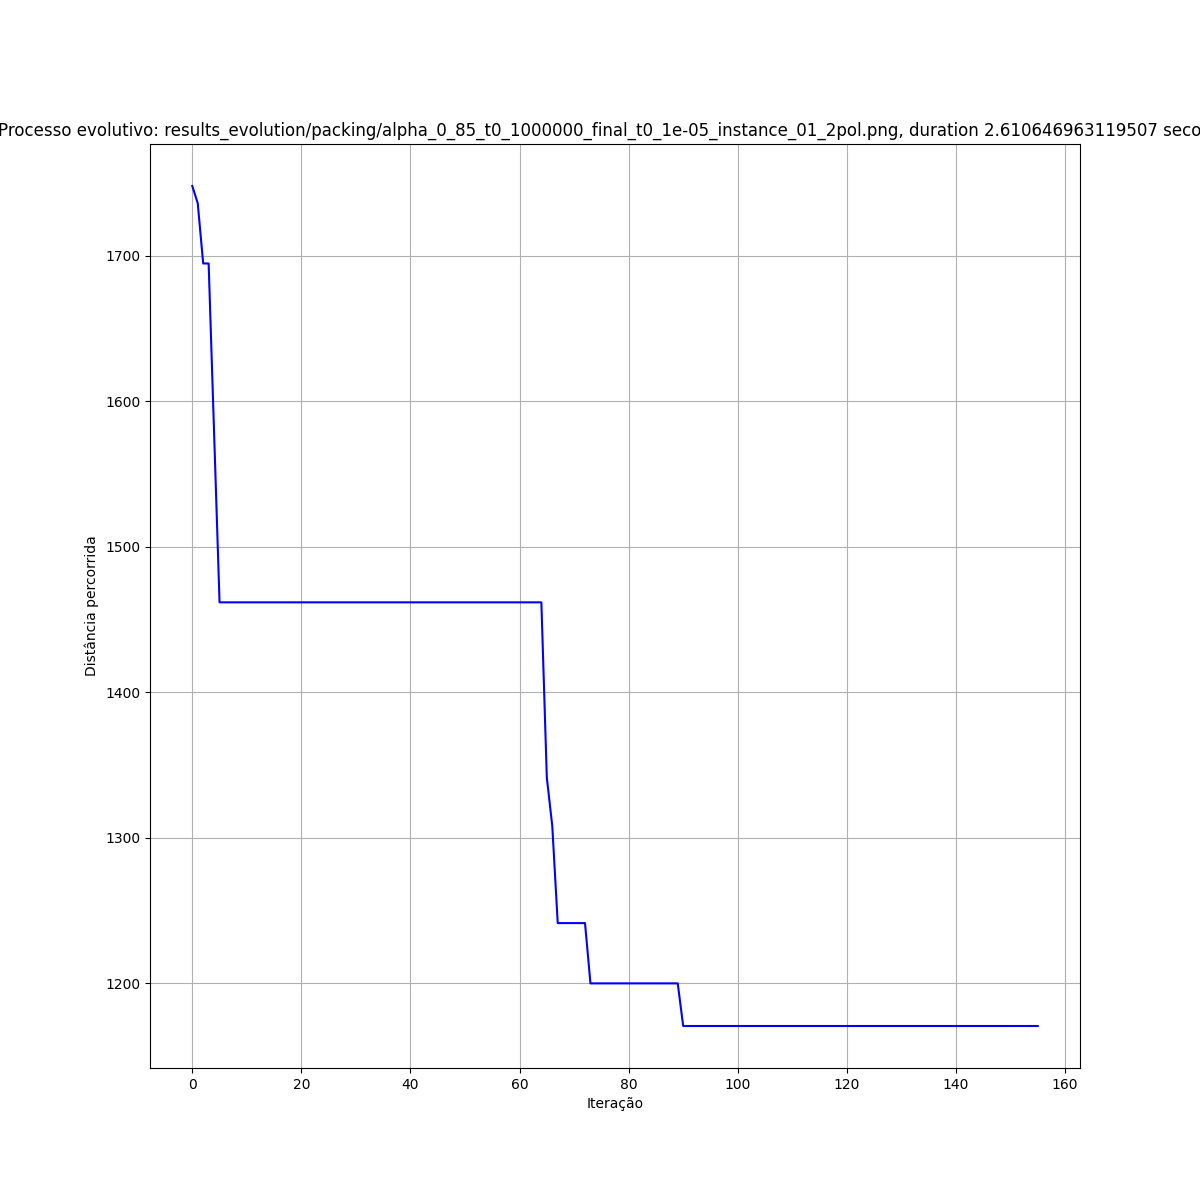 Processo evolutivo: results_evolution/packing/alpha_0_85_t0_1000000_final_t0_1e-05_instance_01_2pol.png, duration 2.610646963119507 seco
1700
1600
1500
1400
1300
1200
Distância percorrida
0 20 40 60 80 100 120 140 160
Iteração